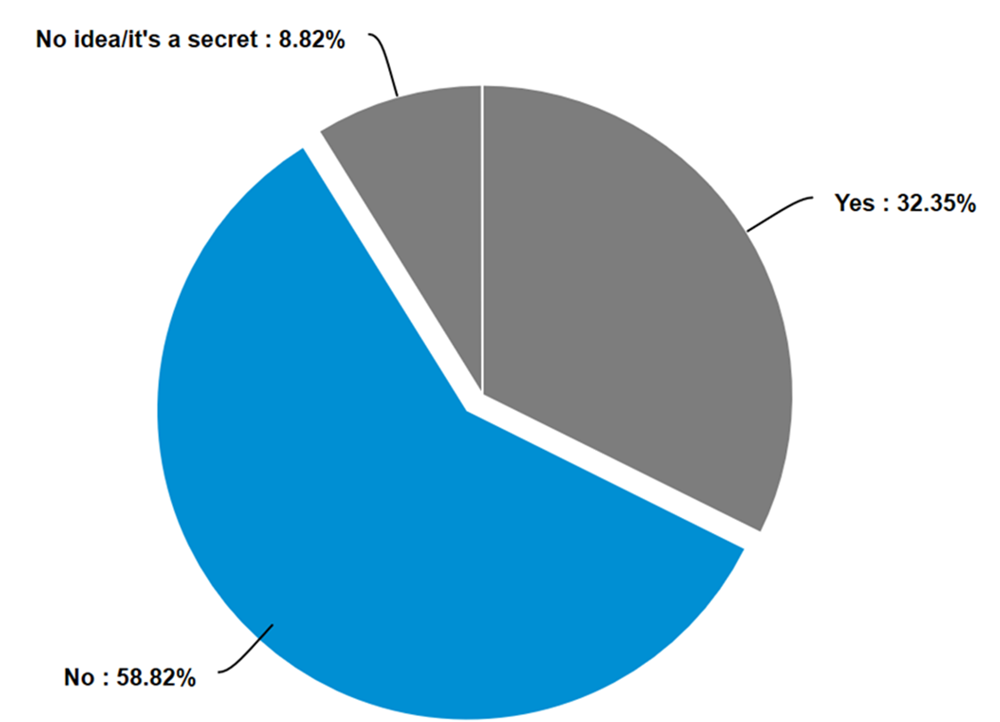 No idea/it's a secret : 8.82%
Yes : 32.35%
No : 58.82%